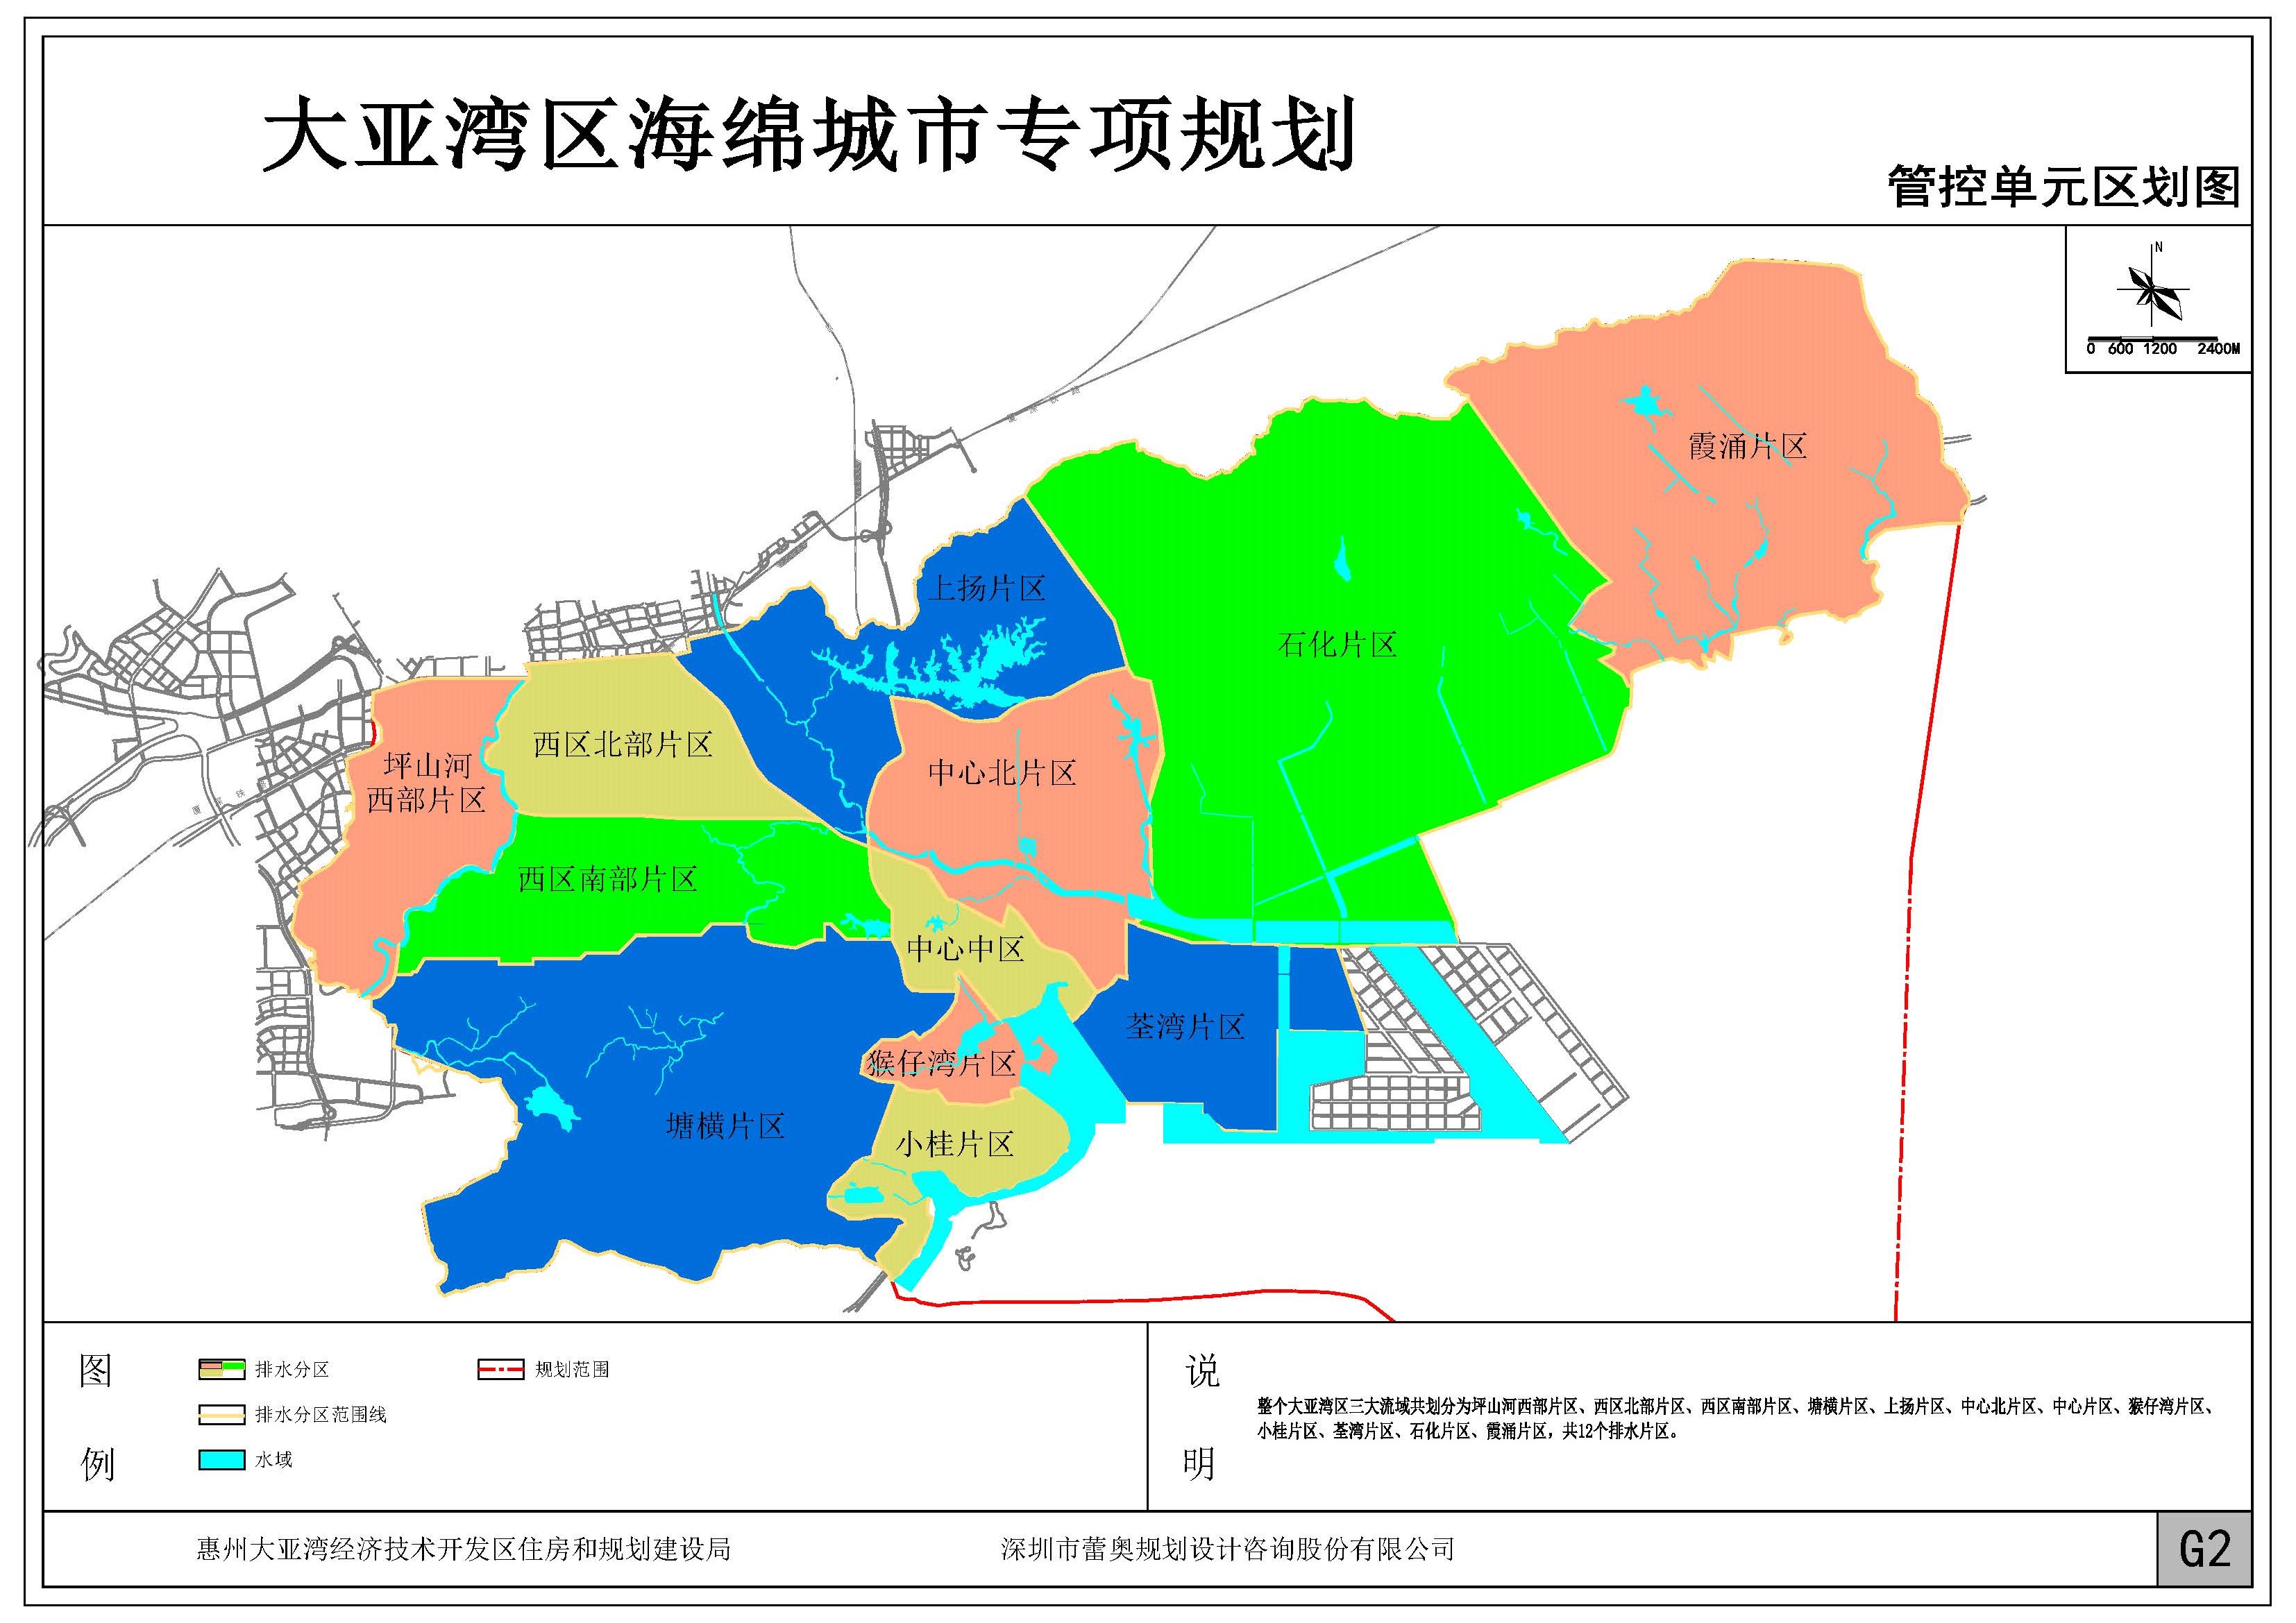 大亚湾区海绵城市专项规划
管控单元区划图
N
0 600 1200 2400M
霞涌片区
上扬片区
石化片区
西区北部片区
坪山河
西部片区
中心北片区
西区南部片区
中心中区
荃湾片区
猴仔湾片区
塘横片区
小桂片区
图例
排水分区
规划范围
排水分区范围线
水域
说明
整个大亚湾区三大流域共划分为坪山河西部片区、西区北部片区、西区南部片区、塘横片区、上扬片区、中心北片区、中心片区、猴仔湾片区、
小桂片区、荃湾片区、石化片区、霞涌片区，共12个排水片区。
惠州大亚湾经济技术开发区住房和规划建设局
深圳市蕾奥规划设计咨询股份有限公司
G2